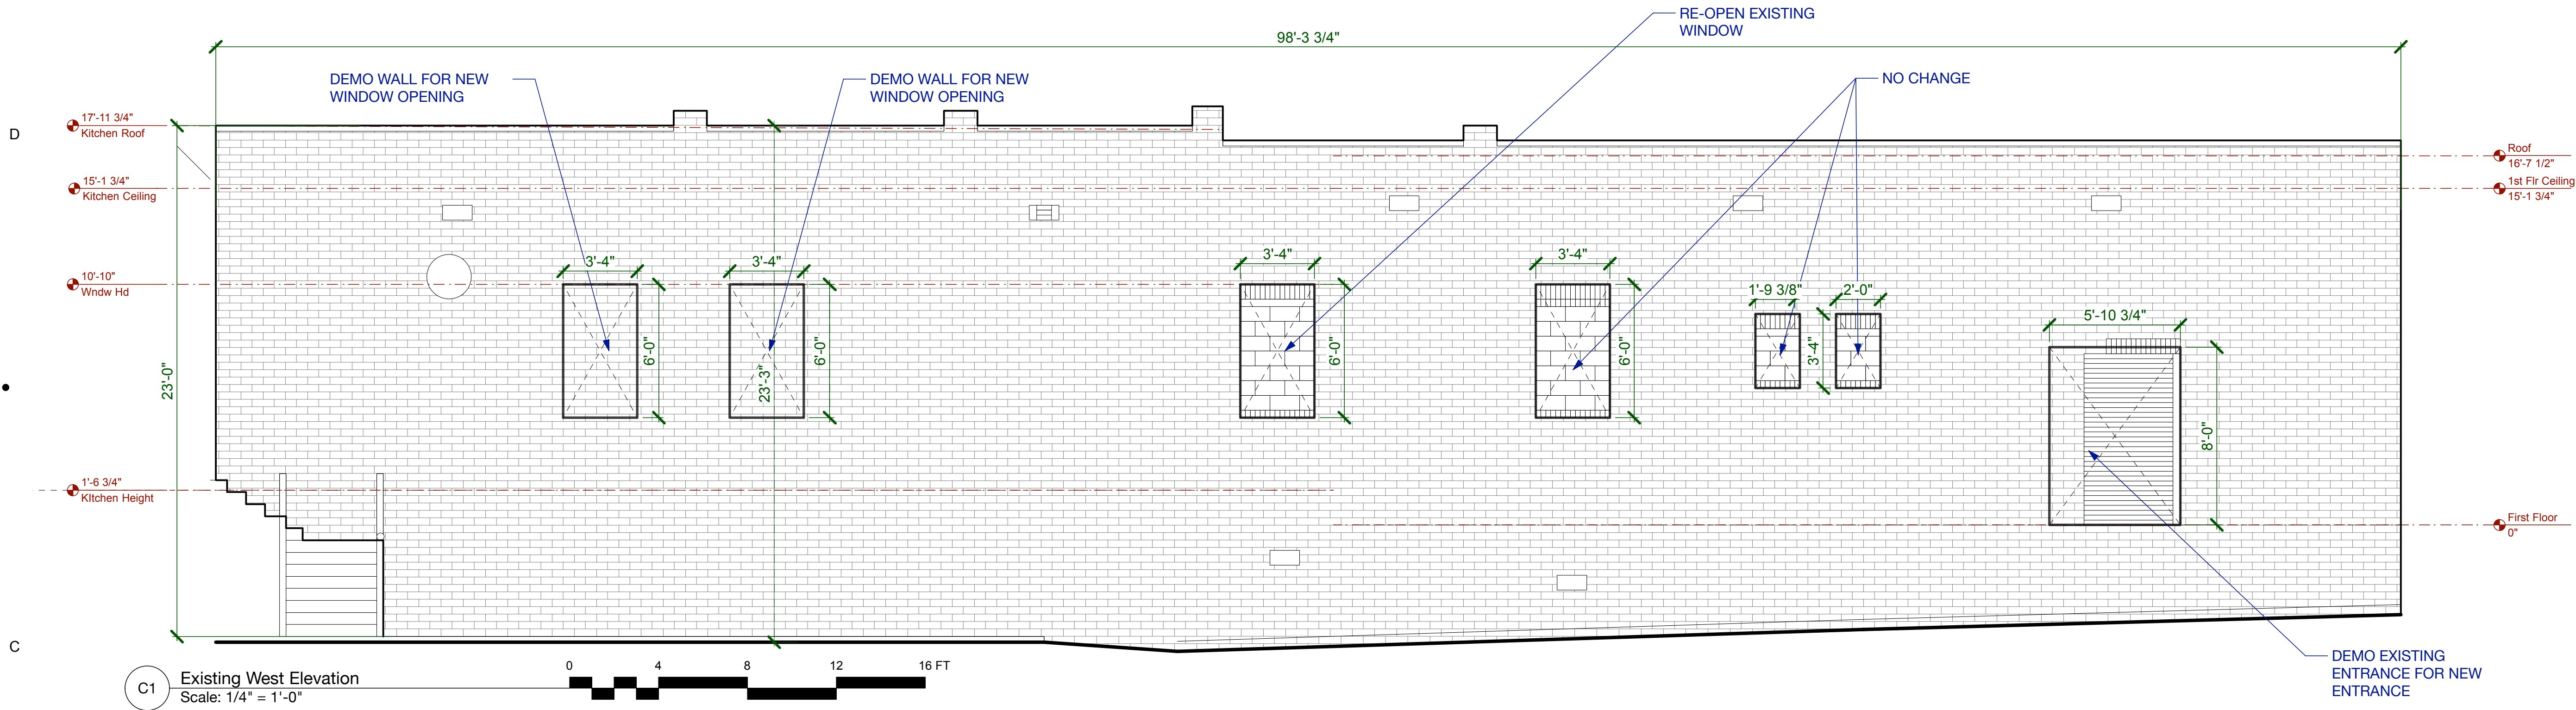 RE-OPEN EXISTING
WINDOW
98'-3 3/4"
DEMO WALL FOR NEW
WINDOW OPENING
DEMO WALL FOR NEW
WINDOW OPENING
NO CHANGE
D
17'-11 3/4"
Kitchen Roof
Roof
16'-7 1/2"
15'-1 3/4"
Kitchen Ceiling
1st Flr Ceiling
15'-1 3/4"
10'-10"
Wndw Hd
3'-4"
3'-4"
3'-4"
3'-4"
1'-9 3/8"
2'-0"
5'-10 3/4"
23'-0"
6'-0"
23'-3"
6'-0"
6'-0"
6'-0"
3'-4"
8'-0"
1'-6 3/4"
KItchen Height
First Floor
0"
C
C1
Existing West Elevation
Scale: 1/4" = 1'-0"
0 4 8 12 16 FT
DEMO EXISTING
ENTRANCE FOR NEW
ENTRANCE